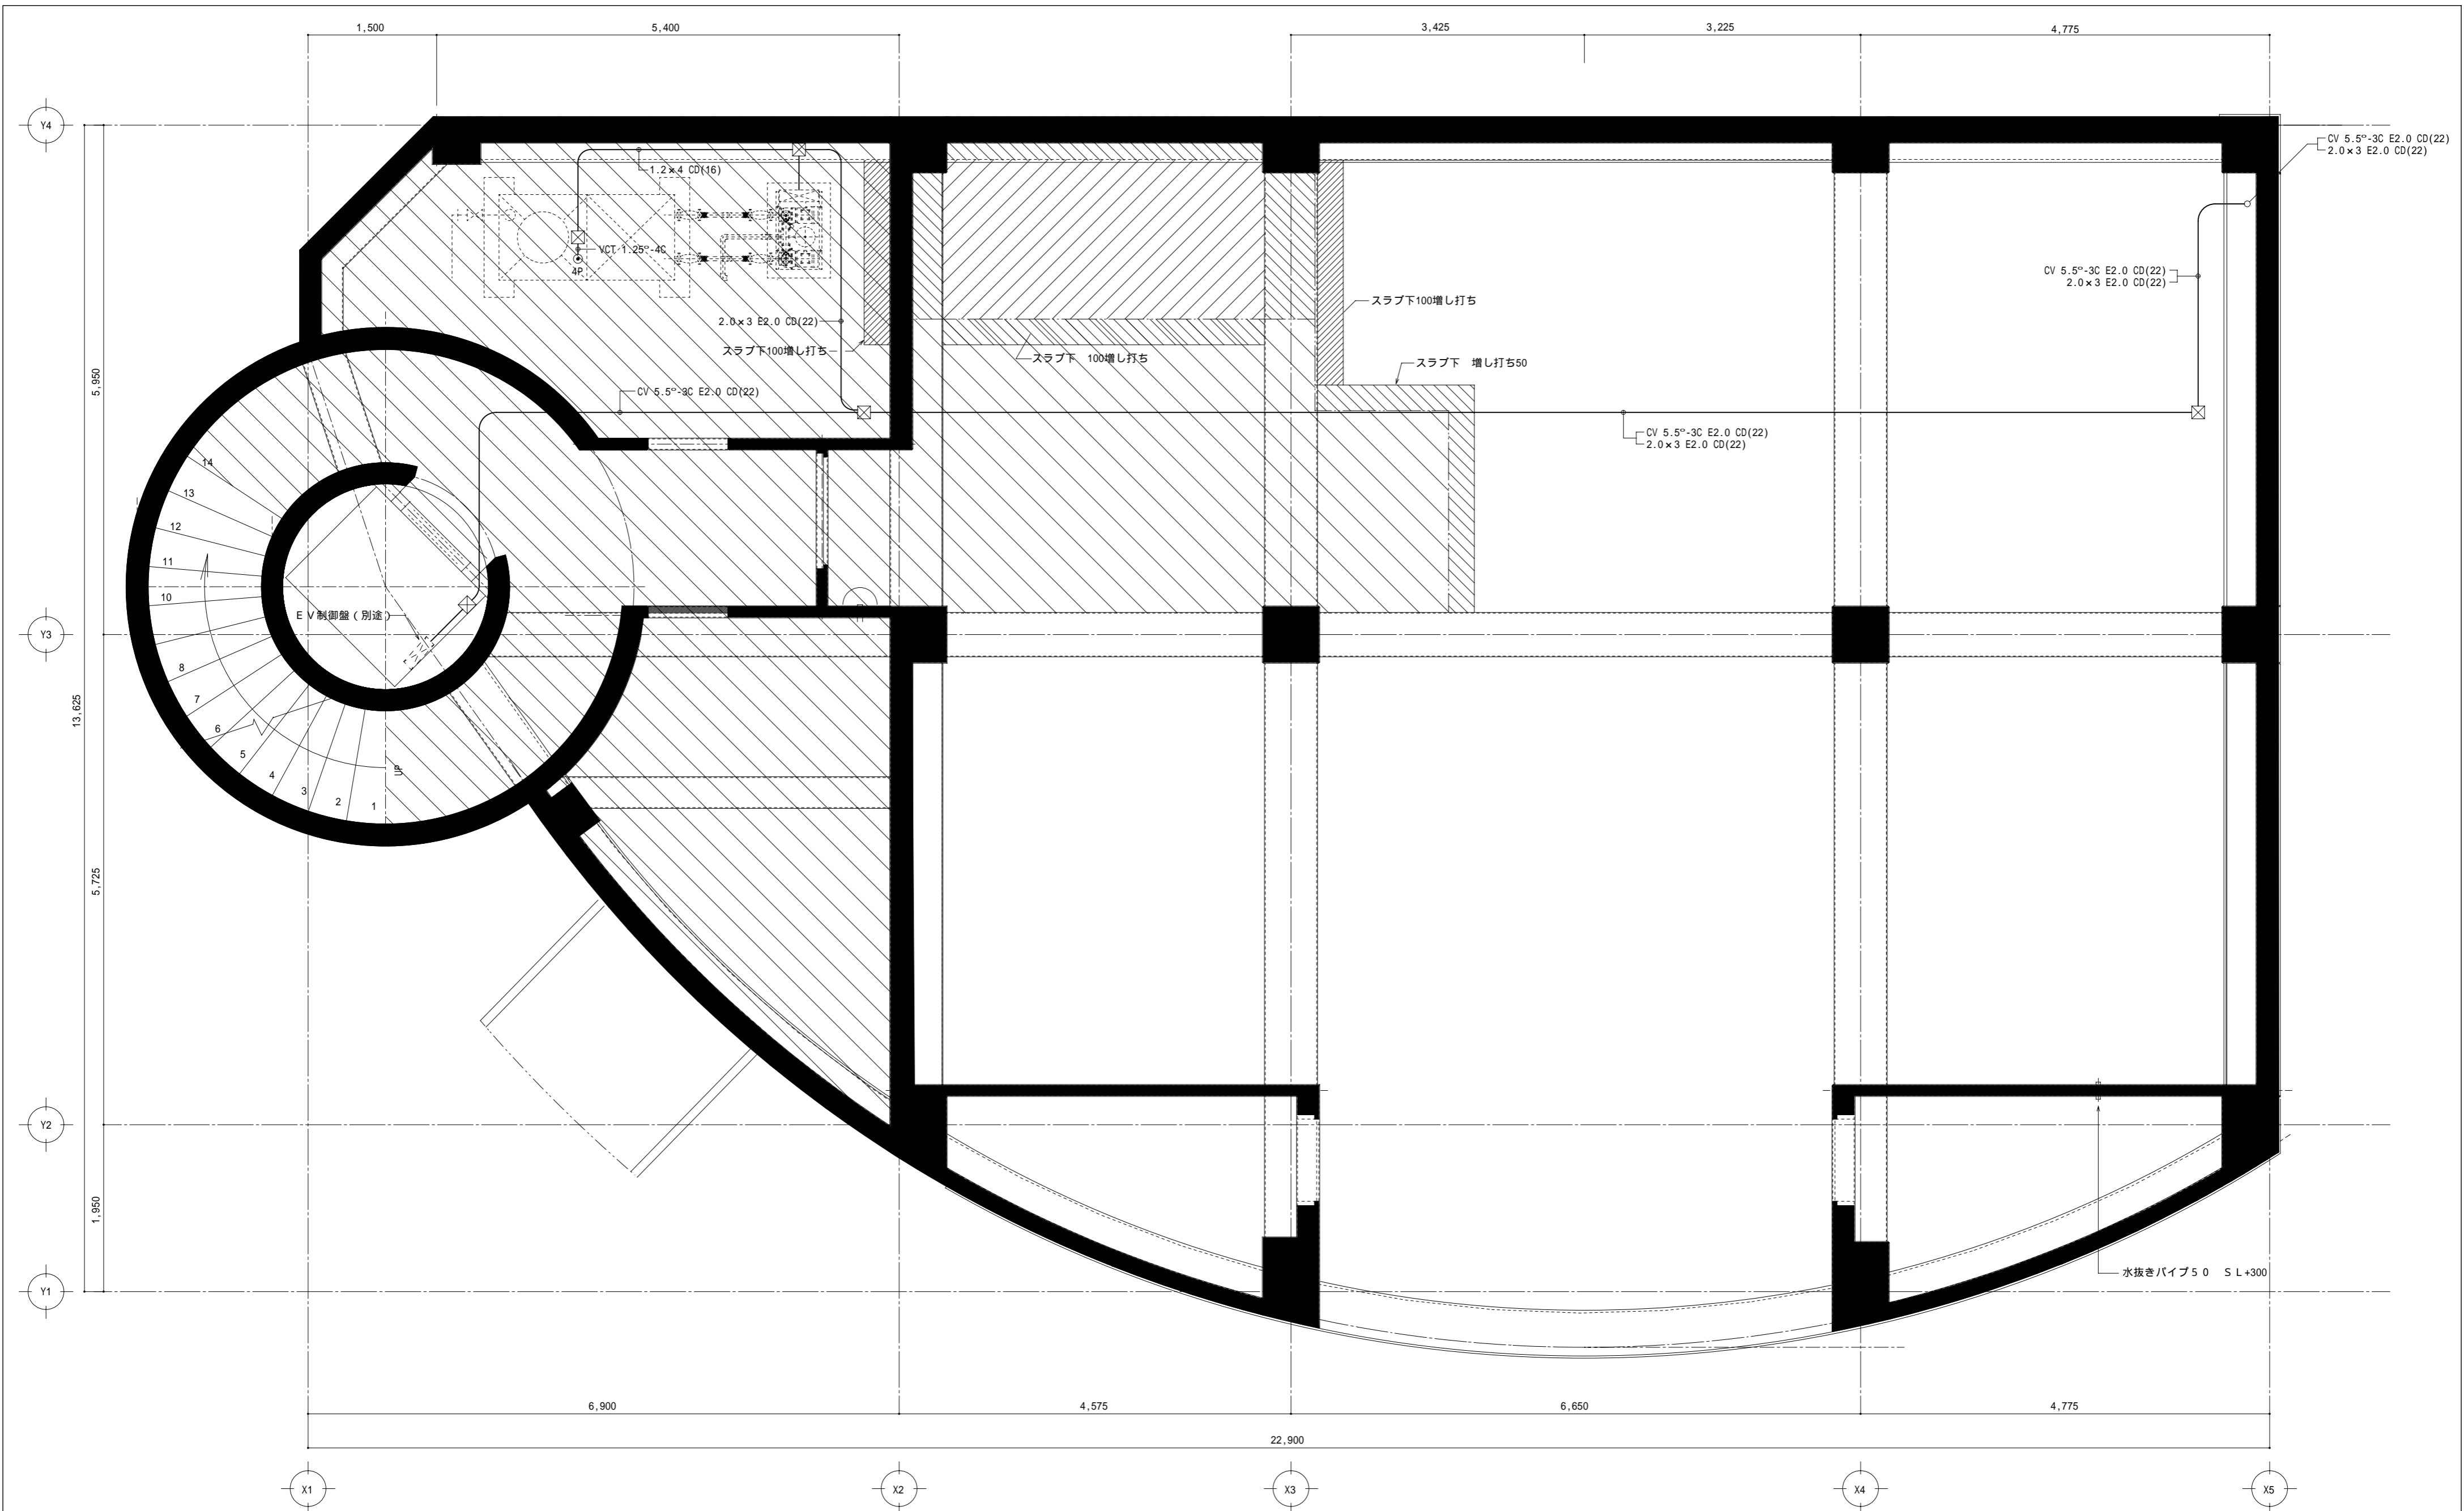 1,500
5,400
3,425
3,225
4,775
Y4
CV 5.5°-3C E2.0 CD(22)
2.0×3 E2.0 CD(22)
1.2×4 CD(16)
VCT 1.25°-4C
4P
CV 5.5°-3C E2.0 CD(22)
2.0×3 E2.0 CD(22)
スラブ下100増し打ち
2.0×3 E2.0 CD(22)
スラブ下100増し打ち
スラブ下 100増し打ち
スラブ下 増し打ち50
5,950
CV 5.5°-3C E2.0 CD(22)
CV 5.5°-3C E2.0 CD(22)
2.0×3 E2.0 CD(22)
14
13
12
11
10
EV制御盤(別途)
Y3
8
7
6
5
4
3
2
1
UP
13,625
5,725
Y2
1,950
水抜きパイプ50 SL+300
Y1
6,900
4,575
6,650
4,775
22,900
X1
X2
X3
X4
X5